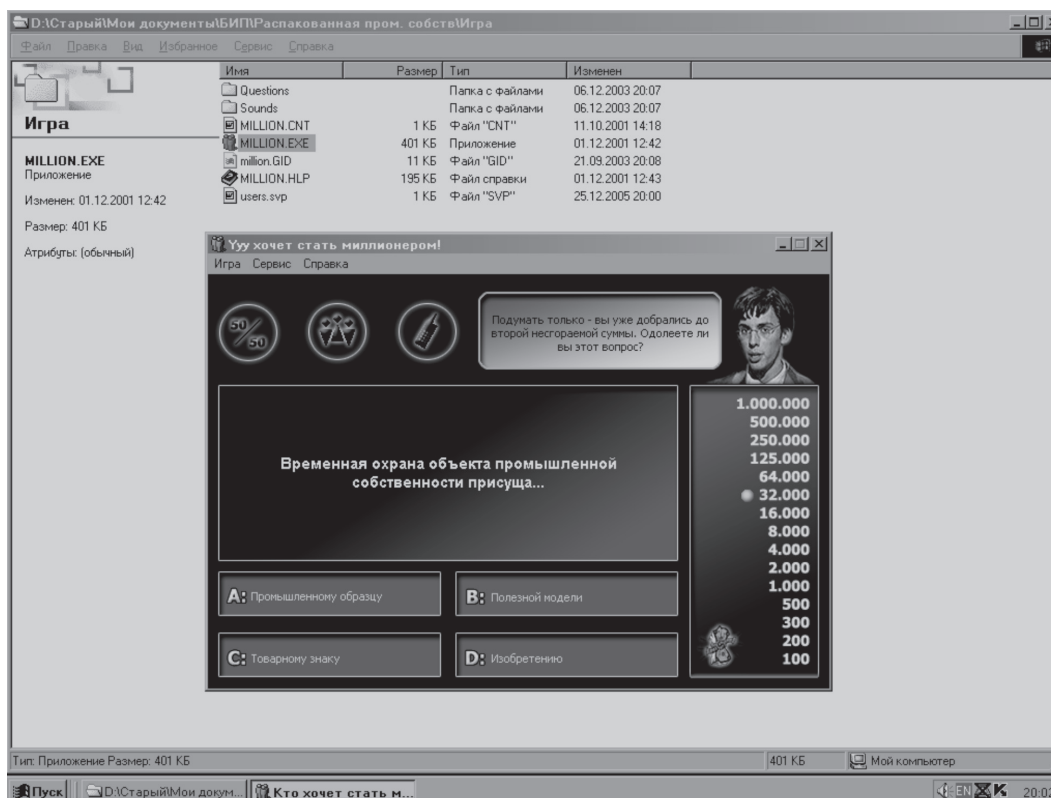 D:\Старый\Мои документы\БИП\Распакованная пром. собств\Игра
Файл Правка Вид Избранное Сервис Справка
Имя Размер Тип Изменен
Questions Папка с файлами 06.12.2003 20:07
Sounds Папка с файлами 06.12.2003 20:07
MILLION.CNT 1 КБ Файл "CNT" 11.10.2001 14:18
MILLION.EXE 401 КБ Приложение 01.12.2001 12:42
million.GID 11 КБ Файл "GID" 21.09.2003 20:08
MILLION.HLP 195 КБ Файл справки 01.12.2001 12:43
users.svp 1 КБ Файл "SVP" 25.12.2005 20:00
Игра
MILLION.EXE
Приложение
Изменен: 01.12.2001 12:42
Размер: 401 КБ
Атрибуты: (обычный)
Yyy хочет стать миллионером!
Игра Сервис Справка
50/50
Подумать только - вы уже добрались до
второй несгораемой суммы. Одолеете ли
вы этот вопрос?
Временная охрана объекта промышленной
собственности присуща...
A: Промышленному образцу
B: Полезной модели
C: Товарному знаку
D: Изобретению
1.000.000
500.000
250.000
125.000
64.000
32.000
16.000
8.000
4.000
2.000
1.000
500
300
200
100
Тип: Приложение Размер: 401 КБ 401 КБ Мой компьютер
Пуск D:\Старый\Мои докум... Кто хочет стать м... EN 20:02